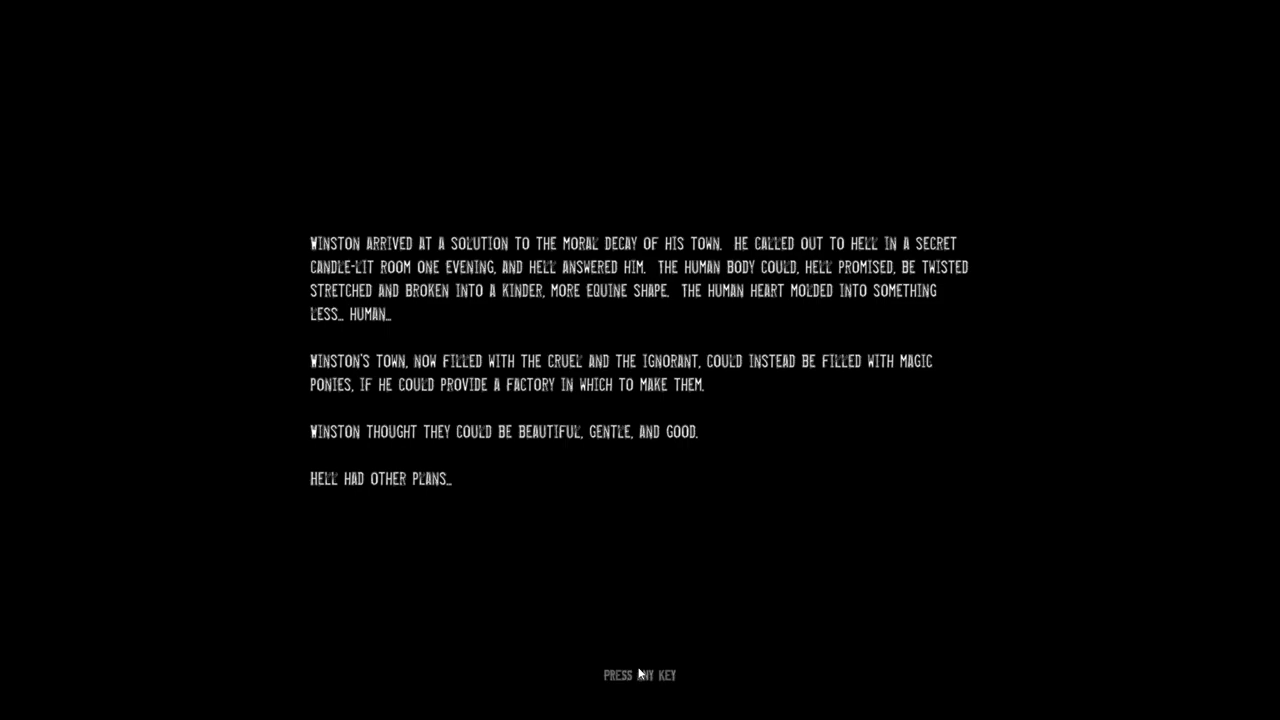 WINSTON ARRIVED AT A SOLUTION TO THE MORAL DECAY OF HIS TOWN. HE CALLED OUT TO HELL IN A SECRET
CANDLE-LIT ROOM ONE EVENING, AND HELL ANSWERED HIM. THE HUMAN BODY COULD, HELL PROMISED, BE TWISTED
STRETCHED AND BROKEN INTO A KINDER, MORE EQUINE SHAPE. THE HUMAN HEART MOLDED INTO SOMETHING
LESS... HUMAN...
WINSTON'S TOWN, NOW FILLED WITH THE CRUEL AND THE IGNORANT, COULD INSTEAD BE FILLED WITH MAGIC
PONIES, IF HE COULD PROVIDE A FACTORY IN WHICH TO MAKE THEM.
WINSTON THOUGHT THEY COULD BE BEAUTIFUL, GENTLE, AND GOOD.
HELL HAD OTHER PLANS...
PRESS ANY KEY